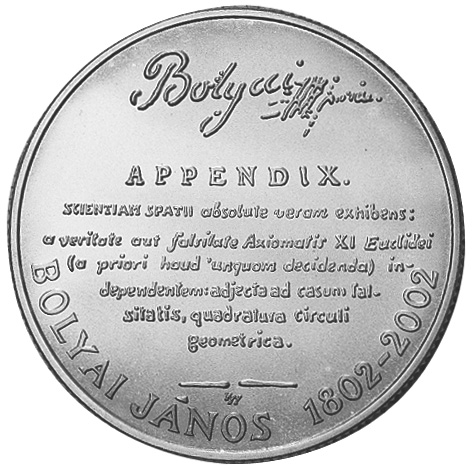 Bolyai
APPENDIX.
SCIENTIAM SPATII absolute veram exhibens:
a veritate aut falsitate Axiomatis XI Euclidei
(a priori haud unquam decidenda) in-
dependentem: adjecta ad casum fal-
sitatis, quadratura circuli
geometrica.
BOLYAI JÁNOS 1802-2002